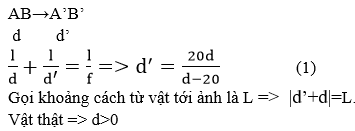 AB→A’B’
d d’
1/d + 1/d′ = 1/f => d′ = 20d/(d−20) (1)
Gọi khoảng cách từ vật tới ảnh là L => |d’+d|=L.
Vật thật => d>0